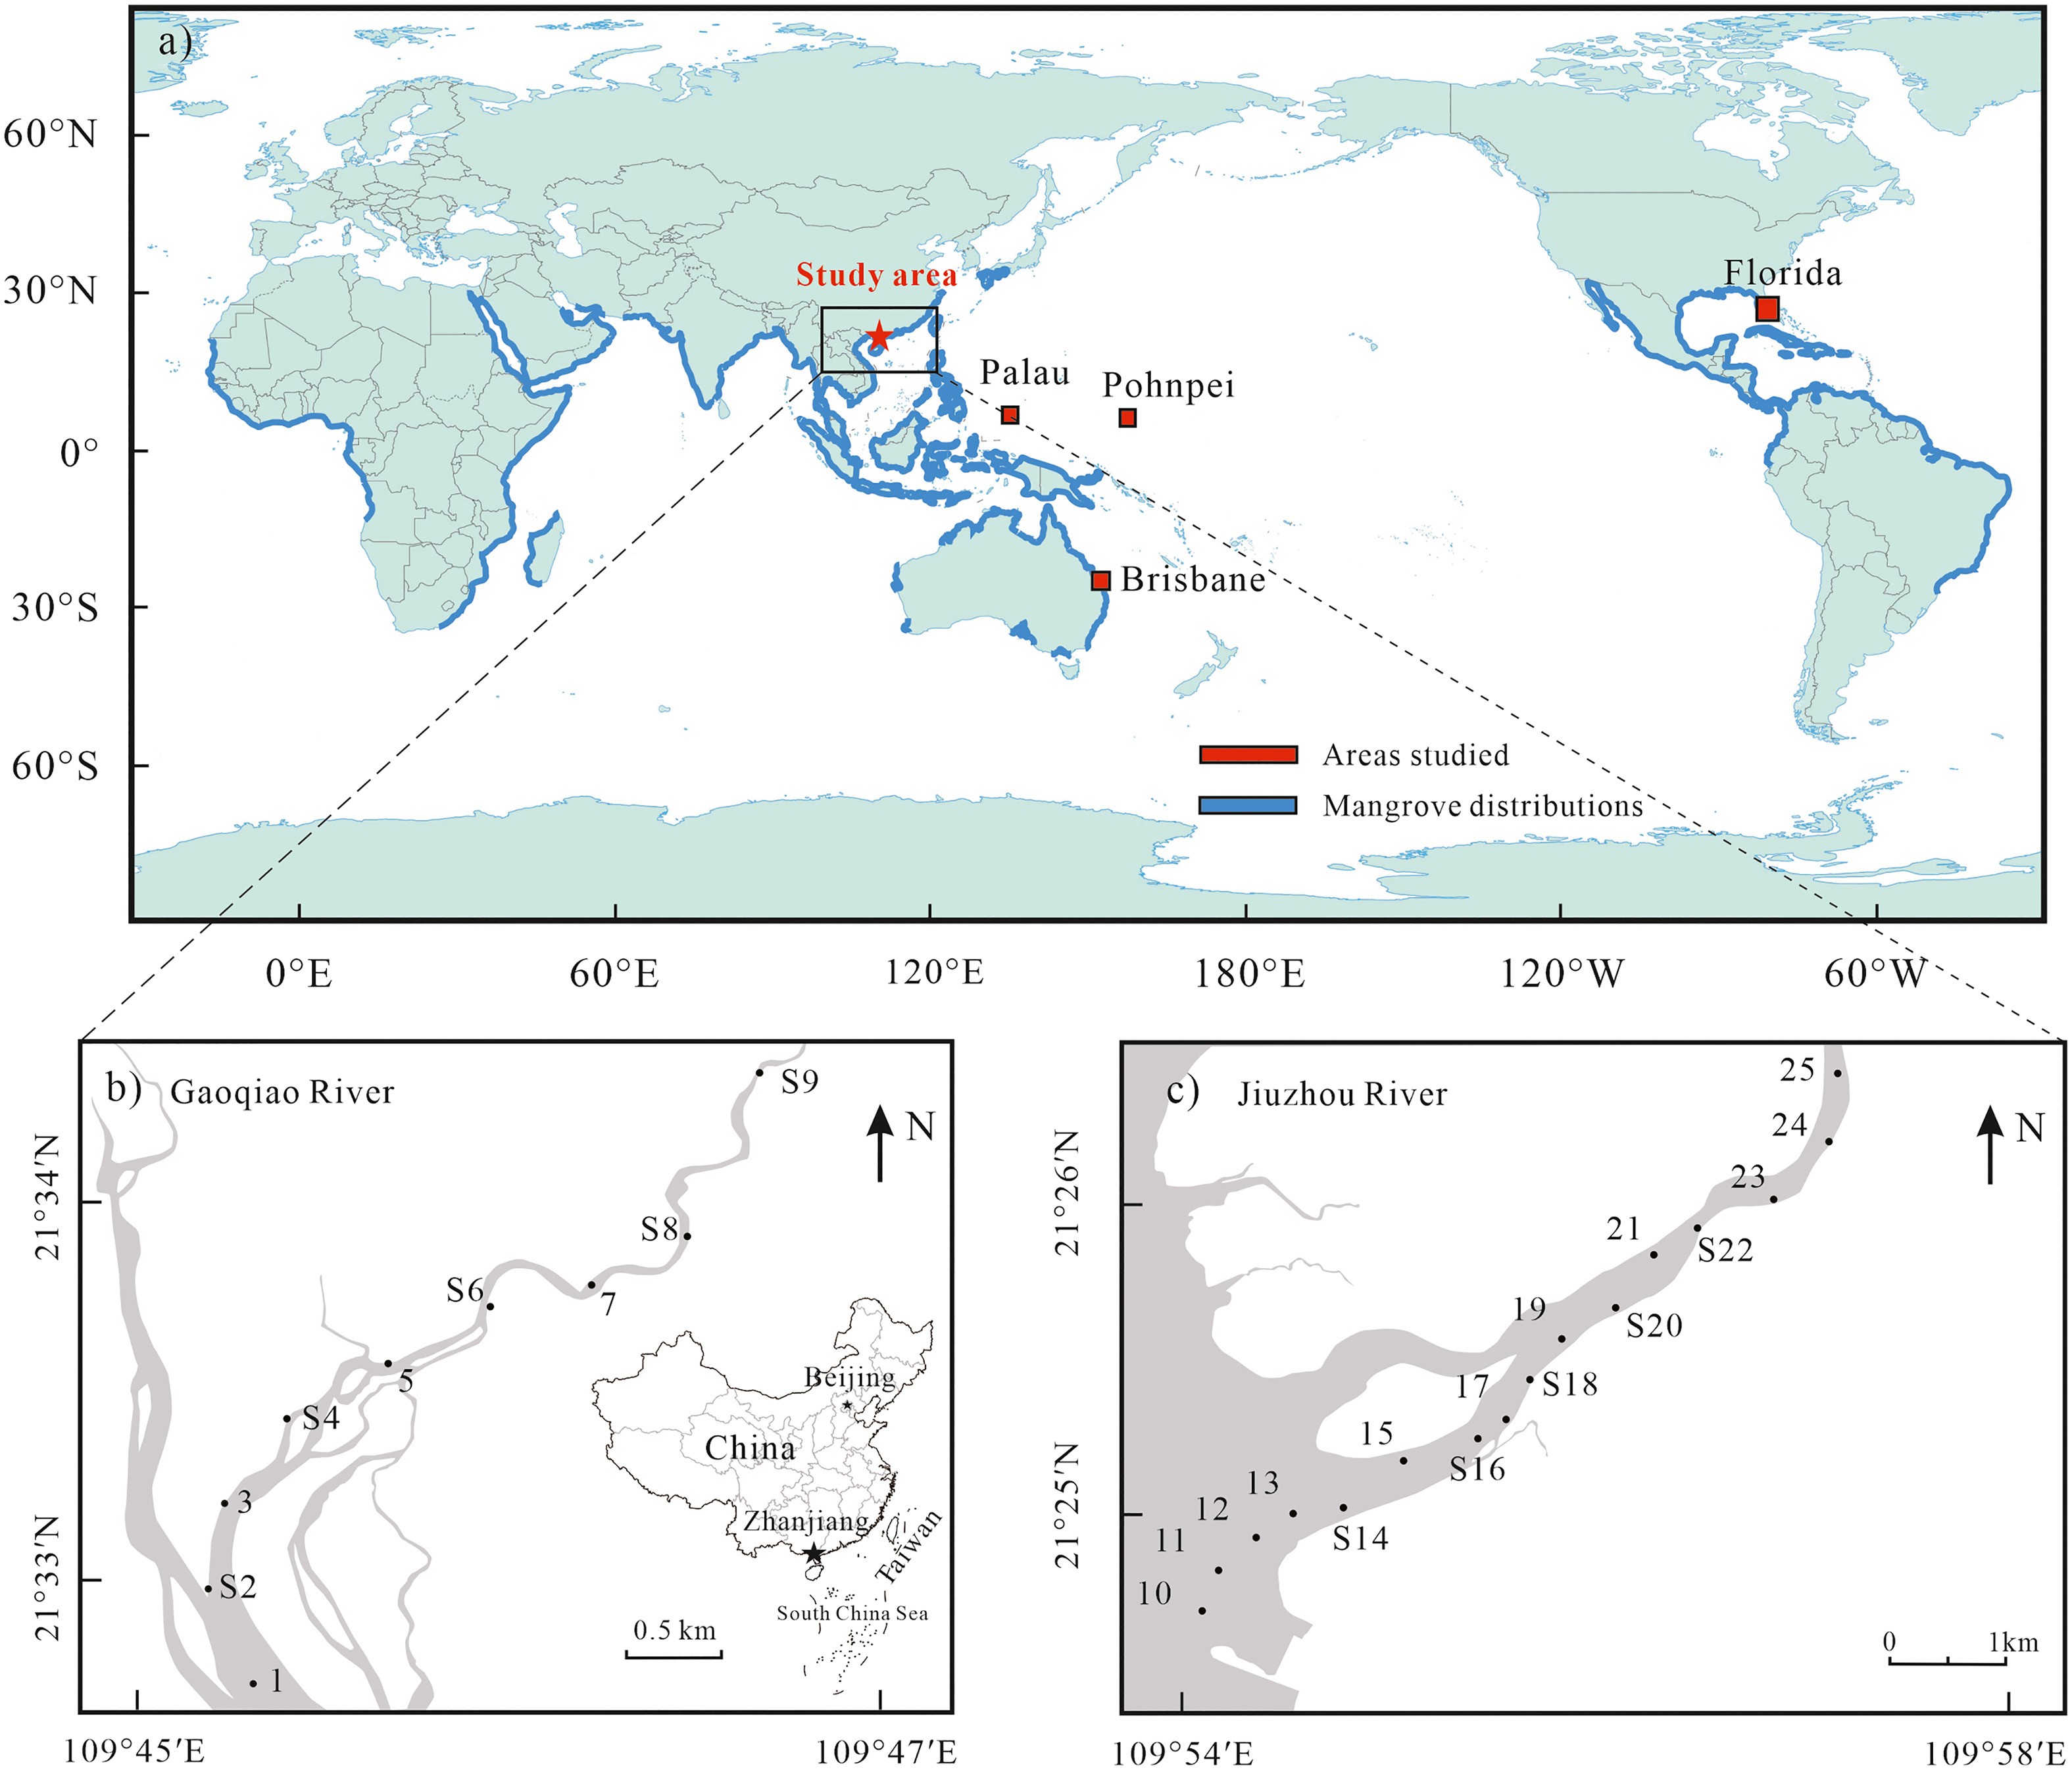 a)
60°N
30°N
0°
30°S
60°S
Study area
Palau
Pohnpei
Florida
Brisbane
Areas studied
Mangrove distributions
0°E
60°E
120°E
180°E
120°W
60°W
b)
Gaoqiao River
N
21°34′N
21°33′N
S9
S8
7
S6
5
S4
3
S2
1
Beijing
China
Zhanjiang
Taiwan
South China Sea
0.5 km
109°45′E
109°47′E
c)
Jiuzhou River
N
21°26′N
21°25′N
25
24
23
S22
21
S20
19
S18
17
S16
15
S14
13
12
11
10
0
1km
109°54′E
109°58′E